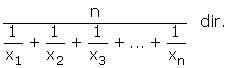 n
1/x₁ + 1/x₂ + 1/x₃ + ... + 1/xₙ dir.